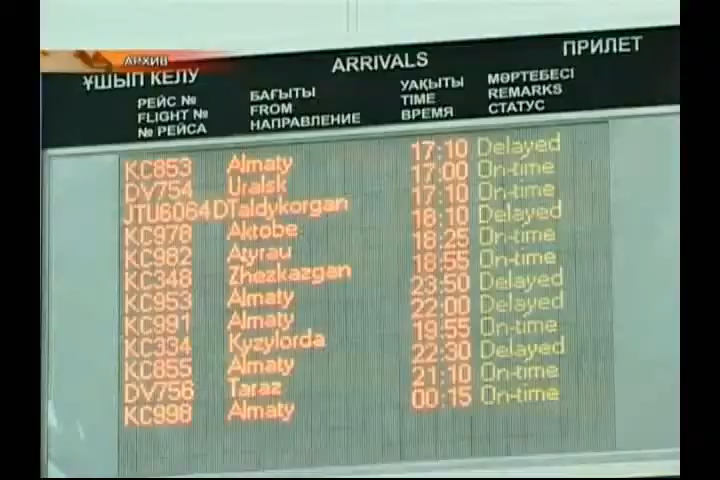 АРХИВ
ҰШЫП КЕЛУ ARRIVALS ПРИЛЕТ
РЕЙС № БАҒЫТЫ УАҚЫТЫ МӘРТЕБЕСІ
FLIGHT № FROM TIME REMARKS
№ РЕЙСА НАПРАВЛЕНИЕ ВРЕМЯ СТАТУС
KC853 Almaty 17:10 Delayed
DV754 Uralsk 17:00 On-time
JTU6064D Taldykorgan 17:10 On-time
KC978 Aktobe 18:10 Delayed
KC982 Atyrau 18:25 On-time
KC348 Zhezkazgan 18:55 On-time
KC953 Almaty 23:50 Delayed
KC991 Almaty 22:00 Delayed
KC334 Kyzylorda 19:55 On-time
KC855 Almaty 22:30 Delayed
DV756 Taraz 21:10 On-time
KC998 Almaty 00:15 On-time